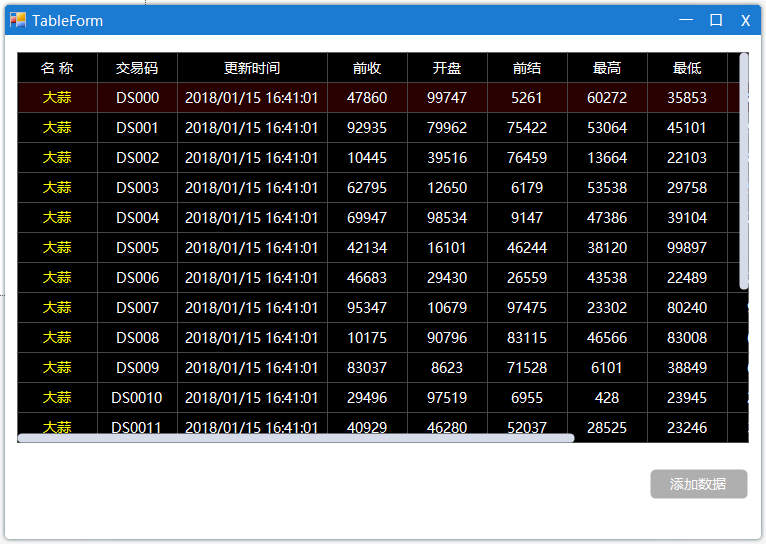 TableForm
名 称 交易码 更新时间 前收 开盘 前结 最高 最低
大蒜 DS000 2018/01/15 16:41:01 47860 99747 5261 60272 35853
大蒜 DS001 2018/01/15 16:41:01 92935 79962 75422 53064 45101
大蒜 DS002 2018/01/15 16:41:01 10445 39516 76459 13664 22103
大蒜 DS003 2018/01/15 16:41:01 62795 12650 6179 53538 29758
大蒜 DS004 2018/01/15 16:41:01 69947 98534 9147 47386 39104
大蒜 DS005 2018/01/15 16:41:01 42134 16101 46244 38120 99897
大蒜 DS006 2018/01/15 16:41:01 46683 29430 26559 43538 22489
大蒜 DS007 2018/01/15 16:41:01 95347 10679 97475 23302 80240
大蒜 DS008 2018/01/15 16:41:01 10175 90796 83115 46566 83008
大蒜 DS009 2018/01/15 16:41:01 83037 8623 71528 6101 38849
大蒜 DS0010 2018/01/15 16:41:01 29496 97519 6955 428 23945
大蒜 DS0011 2018/01/15 16:41:01 40929 46280 52037 28525 23246
添加数据